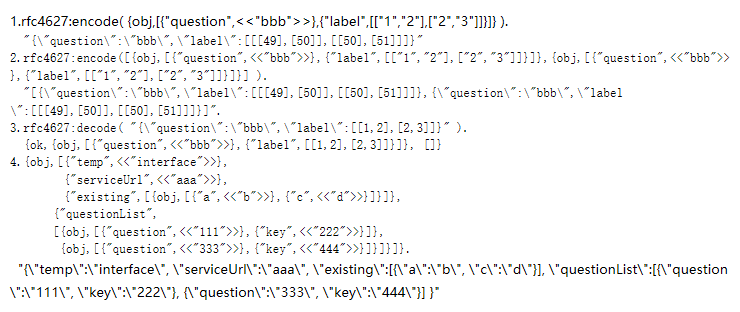 1.rfc4627:encode( {obj,[{"question",<<"bbb">>},{"label",[["1","2"],["2","3"]]}]} ).
"{\"question\":\"bbb\",\"label\":[[[49],[50]],[[50],[51]]]}"
2.rfc4627:encode([{obj,[{"question",<<"bbb">>},{"label",[["1","2"],["2","3"]]}]},{obj,[{"question",<<"bbb">>
},{"label",[["1","2"],["2","3"]]}]}] ).
"[{\"question\":\"bbb\",\"label\":[[[49],[50]],[[50],[51]]]},{\"question\":\"bbb\",\"label
\":[[[49],[50]],[[50],[51]]]}]".
3.rfc4627:decode( "{\"question\":\"bbb\",\"label\":[[1,2],[2,3]]}" ).
{ok,{obj,[{"question",<<"bbb">>},{"label",[[1,2],[2,3]]}]}, []}
4.{obj,[{"temp",<<"interface">>},
{"serviceUrl",<<"aaa">>},
{"existing",[{obj,[{"a",<<"b">>},{"c",<<"d">>}]}]},
{"questionList",
[{obj,[{"question",<<"111">>},{"key",<<"222">>}]},
{obj,[{"question",<<"333">>},{"key",<<"444">>}]}]}]}.
"{\"temp\":\"interface\", \"serviceUrl\":\"aaa\", \"existing\":[{\"a\":\"b\", \"c\":\"d\"}], \"questionList\":[{\"question
\":\"111\", \"key\":\"222\"}, {\"question\":\"333\", \"key\":\"444\"}] }"